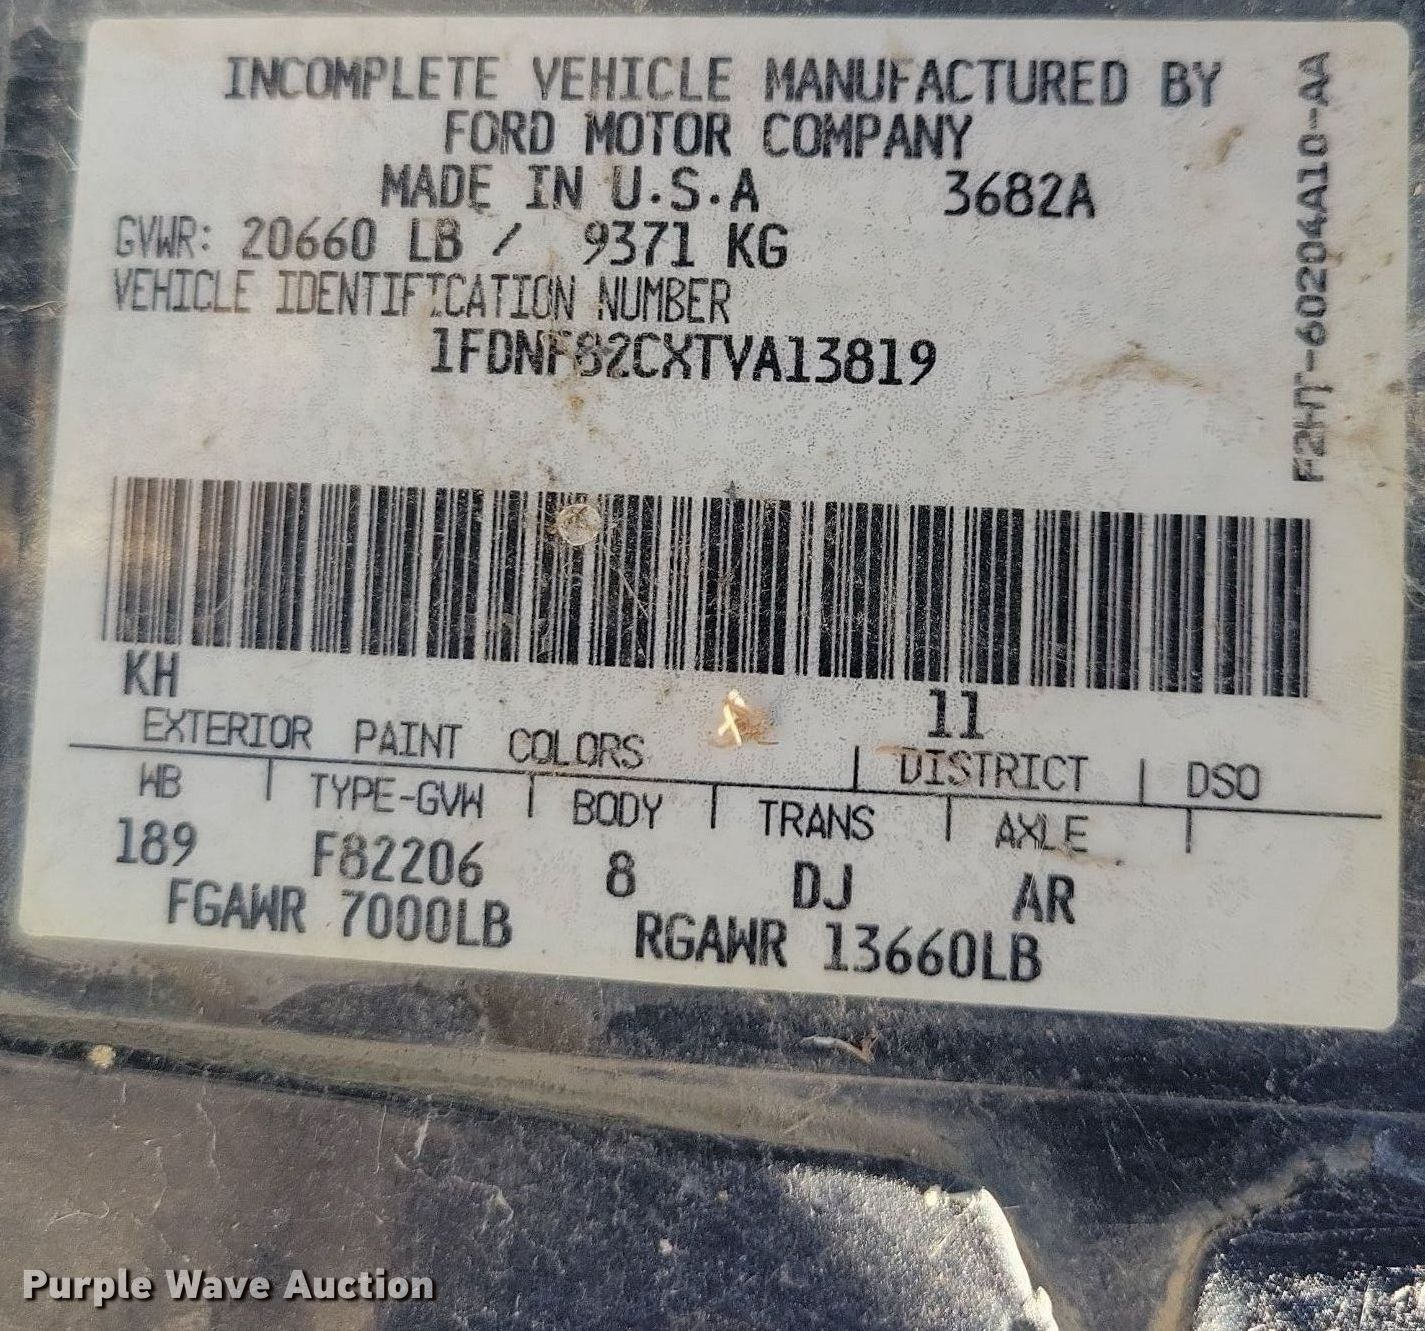 INCOMPLETE VEHICLE MANUFACTURED BY
FORD MOTOR COMPANY
MADE IN U.S.A 3682A
GVWR: 20660 LB / 9371 KG
VEHICLE IDENTIFICATION NUMBER
1FDNF82CXTVA13819
F2HT-60204A10-AA
KH 11
EXTERIOR PAINT COLORS DISTRICT DSO
WB TYPE-GVW BODY TRANS AXLE
189 F82206 8 DJ AR
FGAWR 7000LB RGAWR 13660LB
Purple Wave Auction